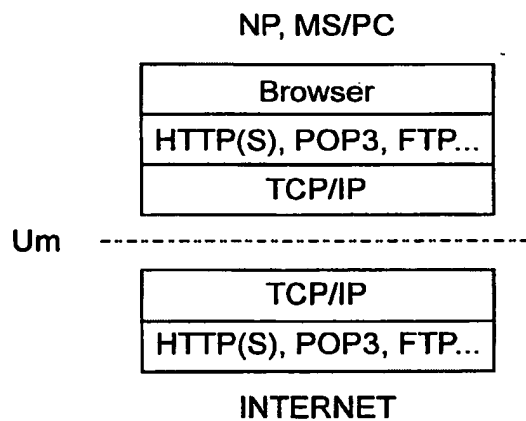 NP, MS/PC
Browser
HTTP(S), POP3, FTP...
TCP/IP
Um
TCP/IP
HTTP(S), POP3, FTP...
INTERNET